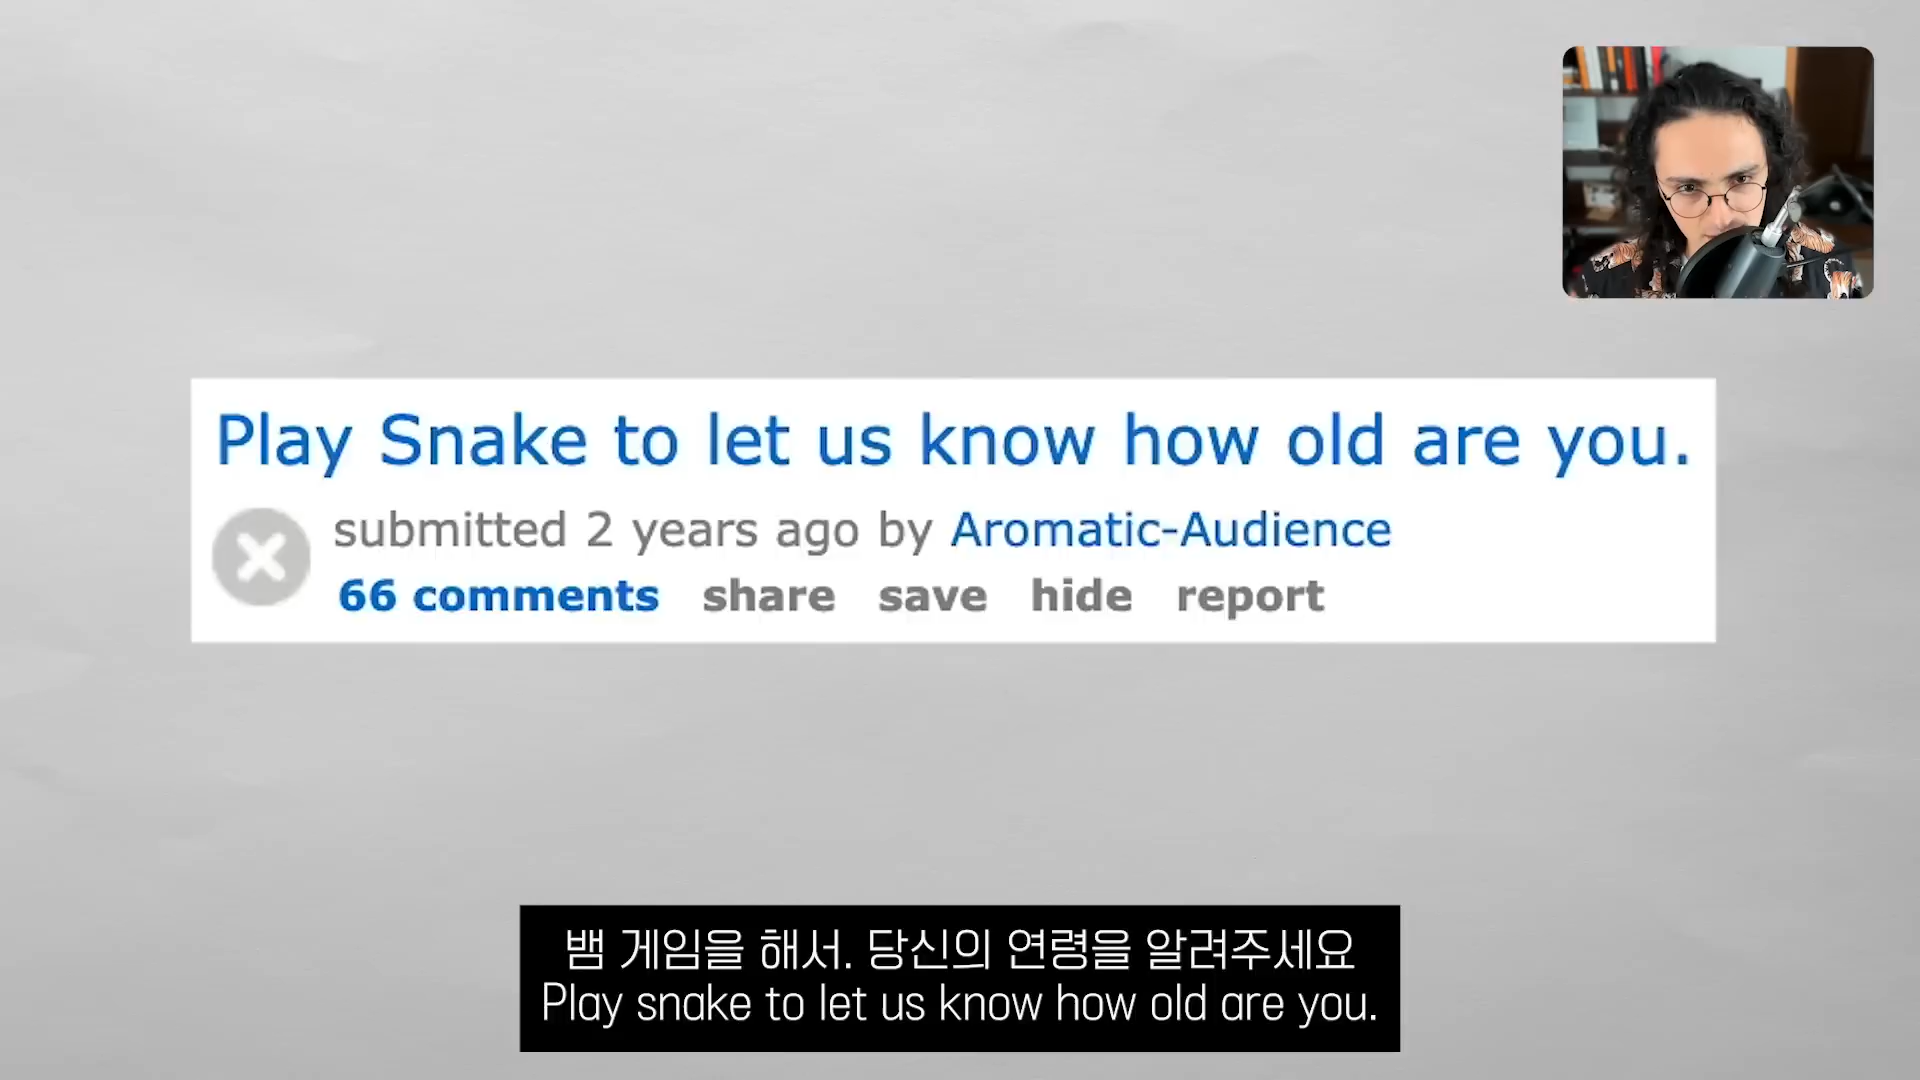 Play Snake to let us know how old are you.
submitted 2 years ago by Aromatic-Audience
66 comments share save hide report
뱀 게임을 해서. 당신의 연령을 알려주세요
Play snake to let us know how old are you.